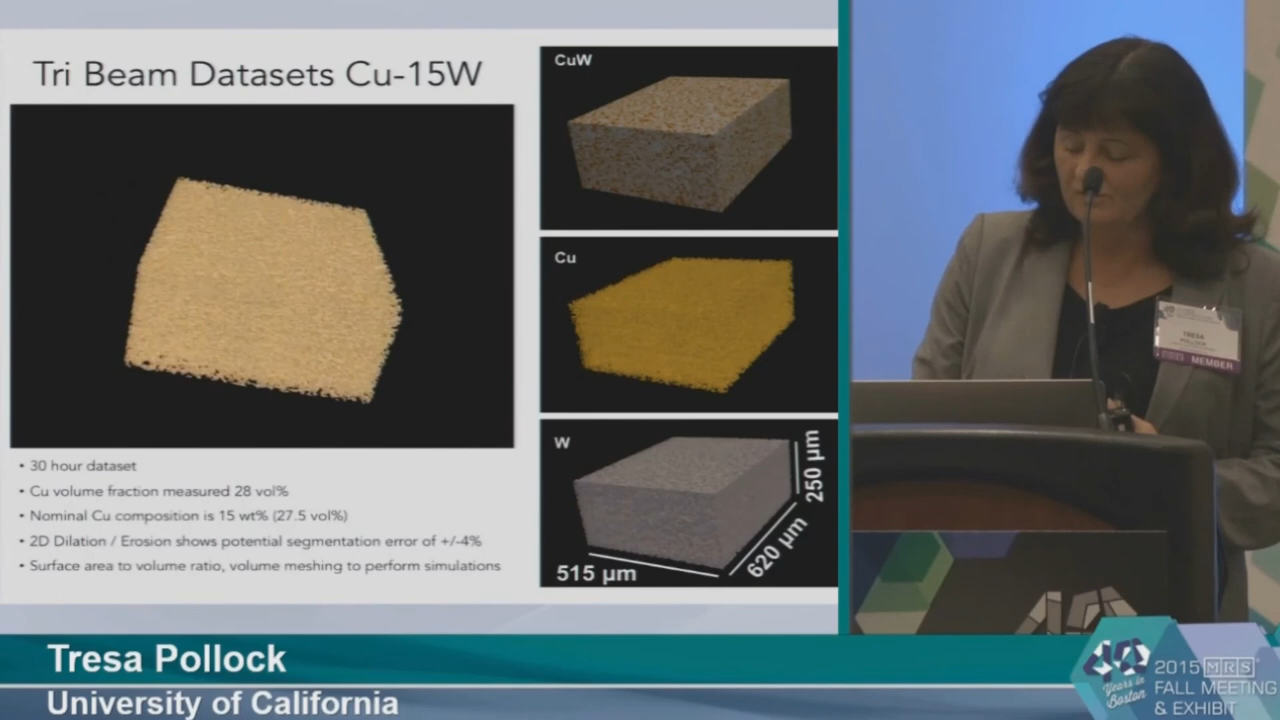 Tri Beam Datasets Cu-15W
CuW
Cu
W
250 µm
620 µm
515 µm
• 30 hour dataset
• Cu volume fraction measured 28 vol%
• Nominal Cu composition is 15 wt% (27.5 vol%)
• 2D Dilation / Erosion shows potential segmentation error of +/-4%
• Surface area to volume ratio, volume meshing to perform simulations
TRESA
POLLOCK
MEMBER
Tresa Pollock
University of California
40
Years in
Boston
2015 MRS
FALL MEETING
& EXHIBIT